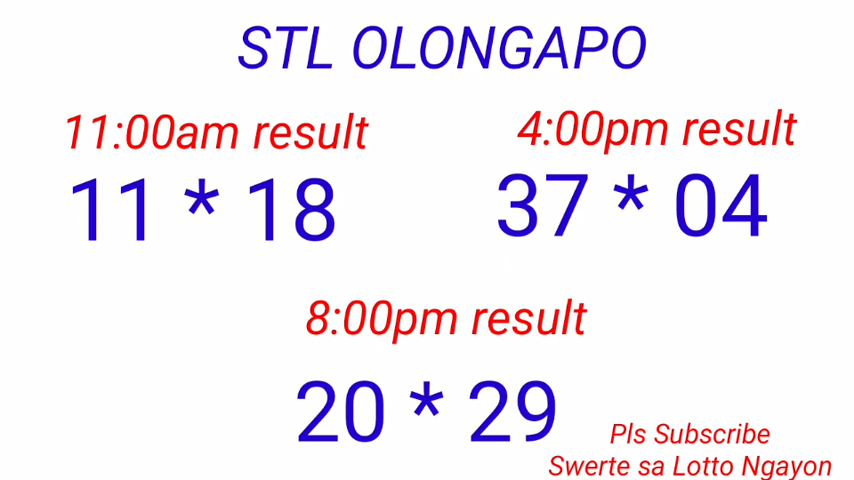 STL OLONGAPO
11:00am result
11 * 18
4:00pm result
37 * 04
8:00pm result
20 * 29
Pls Subscribe
Swerte sa Lotto Ngayon